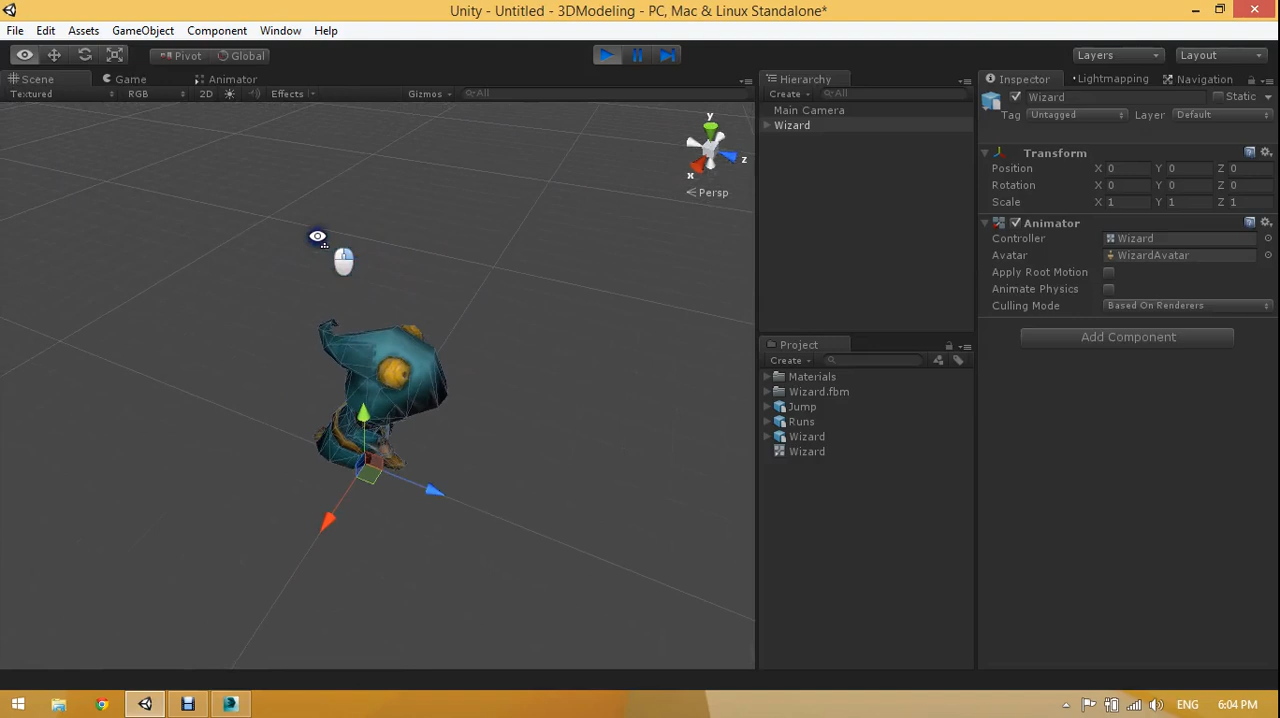 Unity - Untitled - 3DModeling - PC, Mac & Linux Standalone*
File Edit Assets GameObject Component Window Help
Pivot Global Layers Layout
Scene Game Animator
Textured RGB 2D Effects Gizmos All
y
z
x
Persp
Hierarchy
Create All
Main Camera
Wizard
Project
Create
Materials
Wizard.fbm
Jump
Runs
Wizard
Wizard
Inspector Lightmapping Navigation
Wizard Static
Tag Untagged Layer Default
Transform
Position X 0 Y 0 Z 0
Rotation X 0 Y 0 Z 0
Scale X 1 Y 1 Z 1
Animator
Controller Wizard
Avatar WizardAvatar
Apply Root Motion
Animate Physics
Culling Mode Based On Renderers
Add Component
ENG 6:04 PM